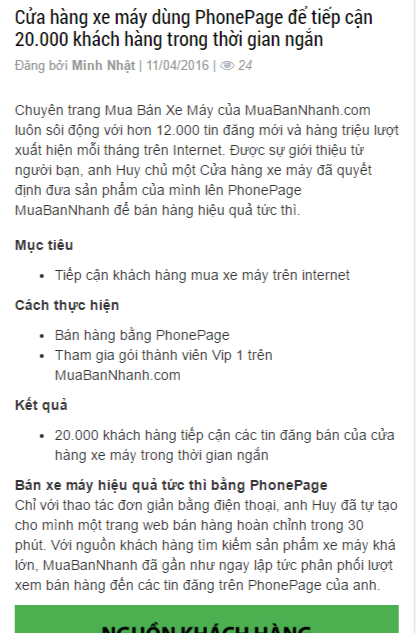 Cửa hàng xe máy dùng PhonePage để tiếp cận
20.000 khách hàng trong thời gian ngắn
Đăng bởi Minh Nhật | 11/04/2016 | 24
Chuyên trang Mua Bán Xe Máy của MuaBanNhanh.com
luôn sôi động với hơn 12.000 tin đăng mới và hàng triệu lượt
xuất hiện mỗi tháng trên Internet. Được sự giới thiệu từ
người bạn, anh Huy chủ một Cửa hàng xe máy đã quyết
định đưa sản phẩm của mình lên PhonePage
MuaBanNhanh để bán hàng hiệu quả tức thì.
Mục tiêu
• Tiếp cận khách hàng mua xe máy trên internet
Cách thực hiện
• Bán hàng bằng PhonePage
• Tham gia gói thành viên Vip 1 trên
MuaBanNhanh.com
Kết quả
• 20.000 khách hàng tiếp cận các tin đăng bán của cửa
hàng xe máy trong thời gian ngắn
Bán xe máy hiệu quả tức thì bằng PhonePage
Chỉ với thao tác đơn giản bằng điện thoại, anh Huy đã tự tạo
cho mình một trang web bán hàng hoàn chỉnh trong 30
phút. Với nguồn khách hàng tìm kiếm sản phẩm xe máy khá
lớn, MuaBanNhanh đã gần như ngay lập tức phân phối lượt
xem bán hàng đến các tin đăng trên PhonePage của anh.
NGUỒN KHÁCH HÀNG